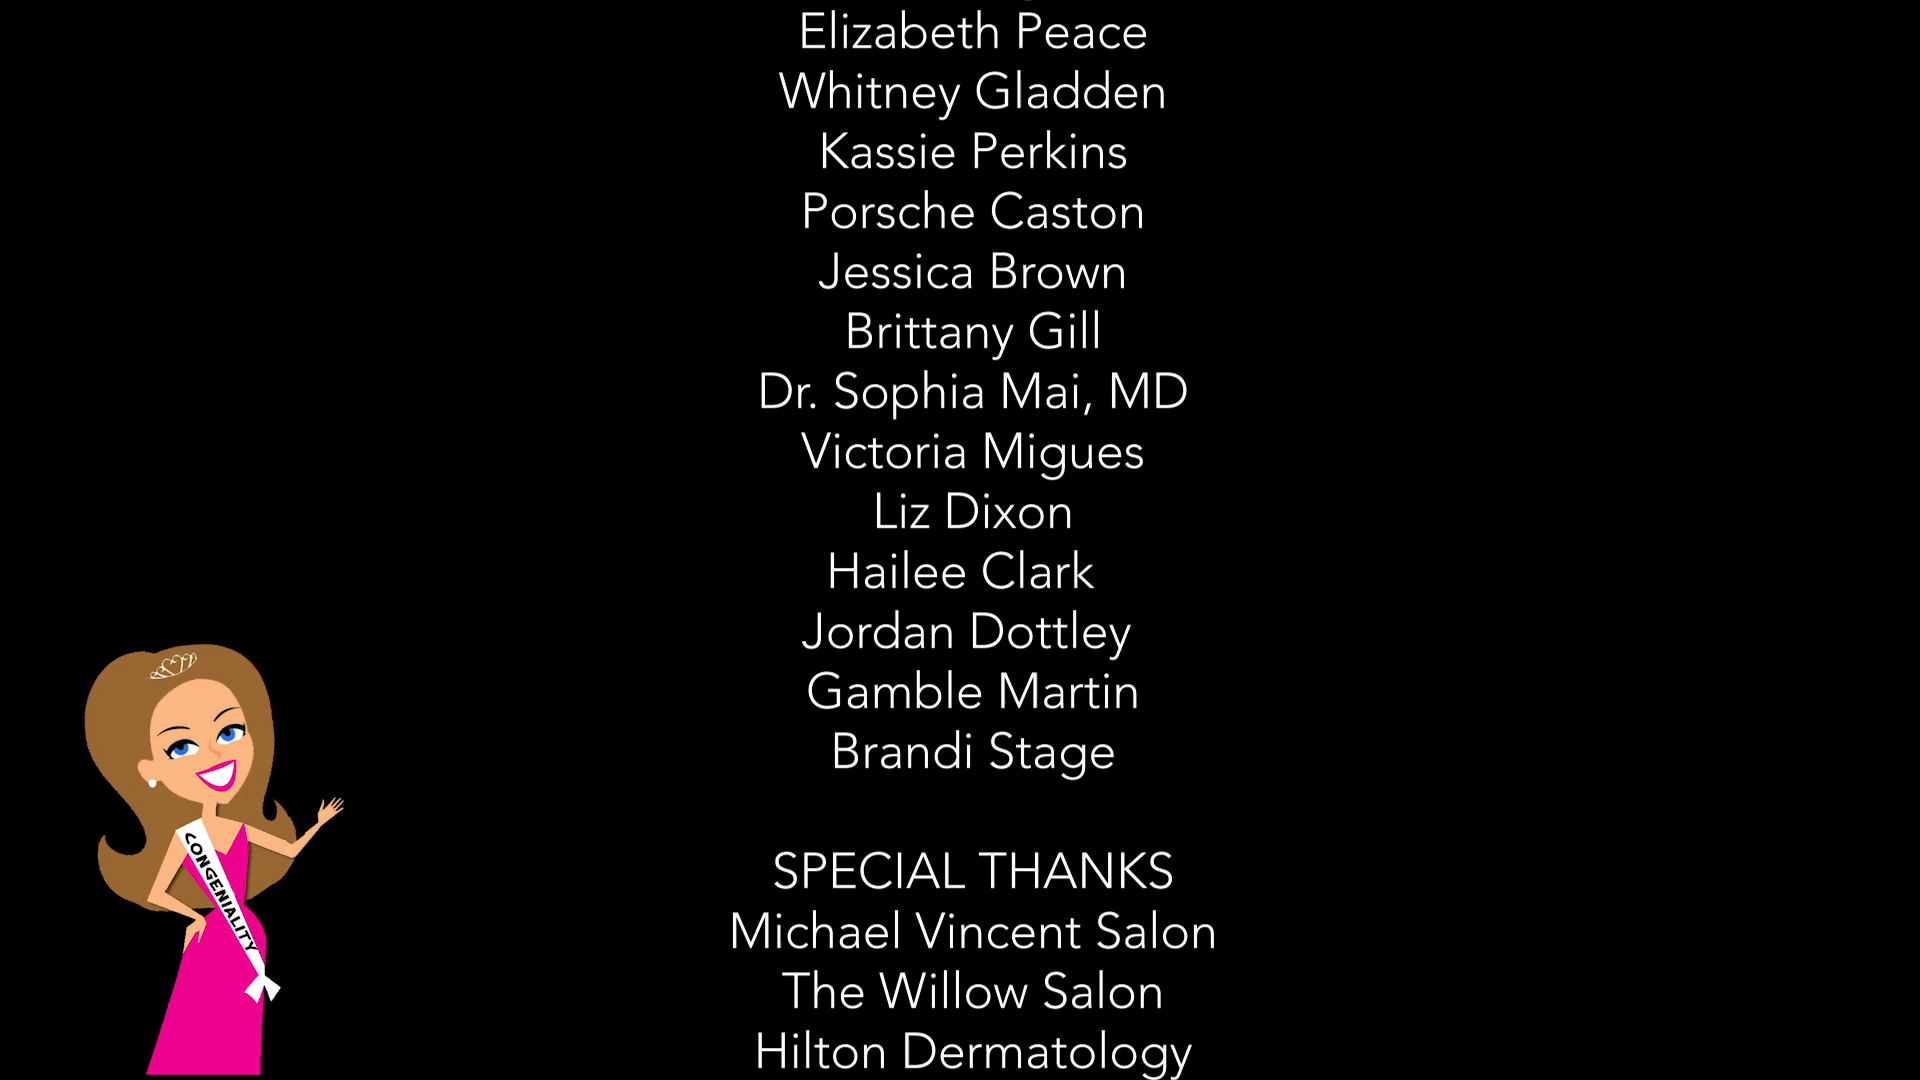 Elizabeth Peace
Whitney Gladden
Kassie Perkins
Porsche Caston
Jessica Brown
Brittany Gill
Dr. Sophia Mai, MD
Victoria Migues
Liz Dixon
Hailee Clark
Jordan Dottley
Gamble Martin
Brandi Stage
SPECIAL THANKS
Michael Vincent Salon
The Willow Salon
Hilton Dermatology
CONGENIALITY